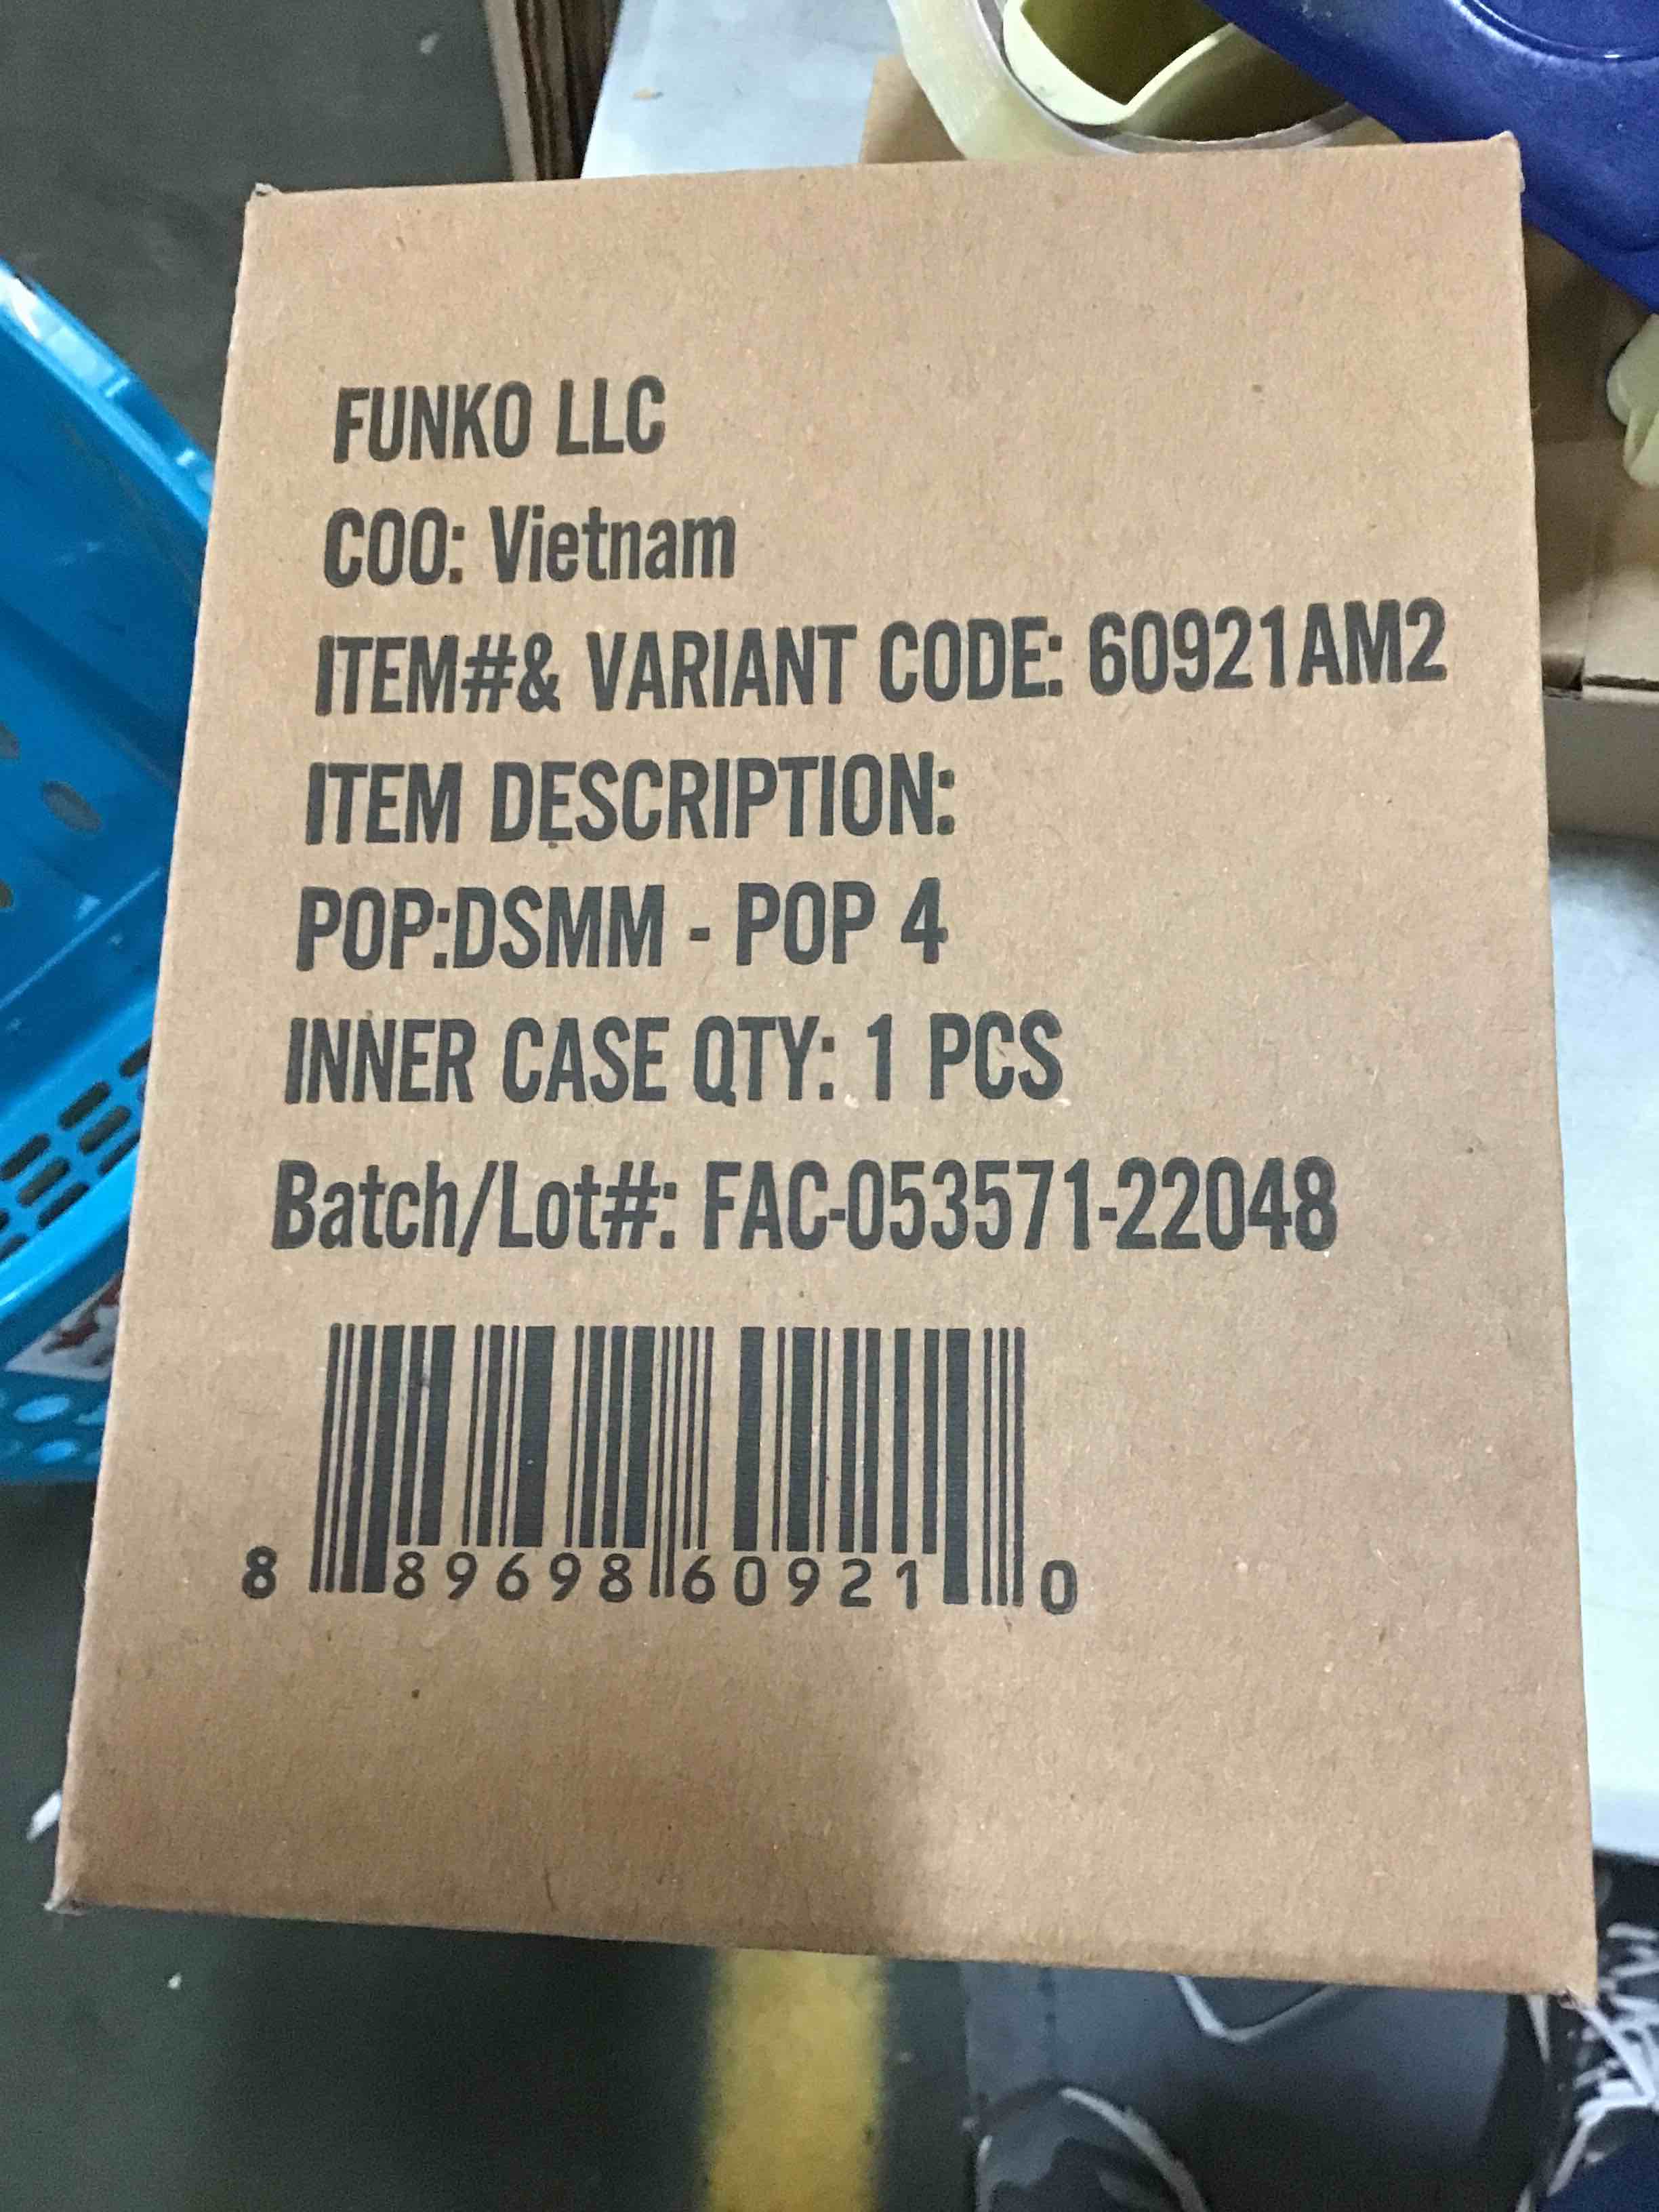 FUNKO LLC
COO: Vietnam
ITEM#& VARIANT CODE: 60921AM2
ITEM DESCRIPTION:
POP:DSMM - POP 4
INNER CASE QTY: 1 PCS
Batch/Lot#: FAC-053571-22048
8 89698 60921 0